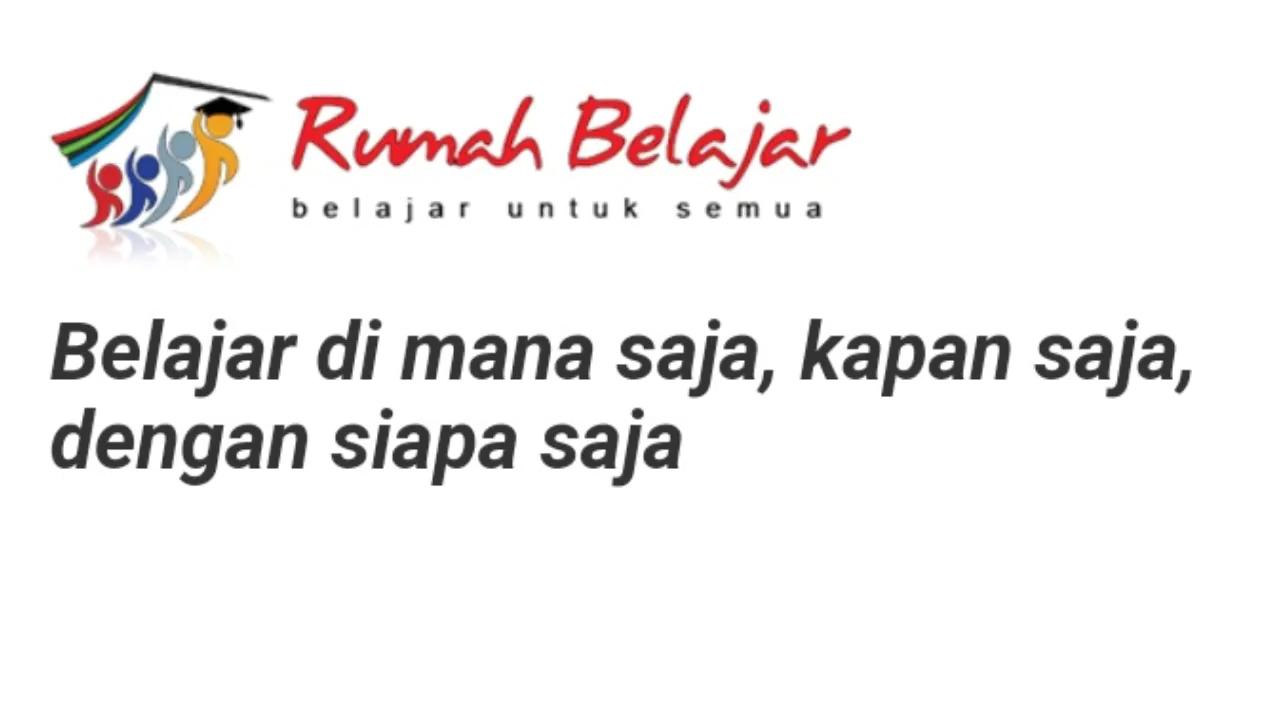 Rumah Belajar
belajar untuk semua
Belajar di mana saja, kapan saja,
dengan siapa saja